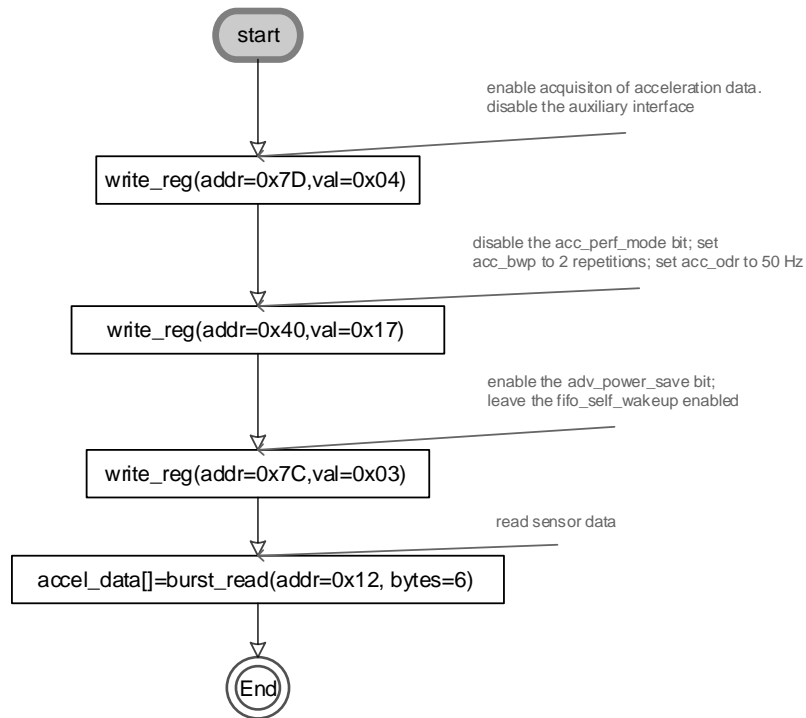 start
enable acquisiton of acceleration data.
disable the auxiliary interface
write_reg(addr=0x7D,val=0x04)
disable the acc_perf_mode bit; set
acc_bwp to 2 repetitions; set acc_odr to 50 Hz
write_reg(addr=0x40,val=0x17)
enable the adv_power_save bit;
leave the fifo_self_wakeup enabled
write_reg(addr=0x7C,val=0x03)
read sensor data
accel_data[]=burst_read(addr=0x12, bytes=6)
End